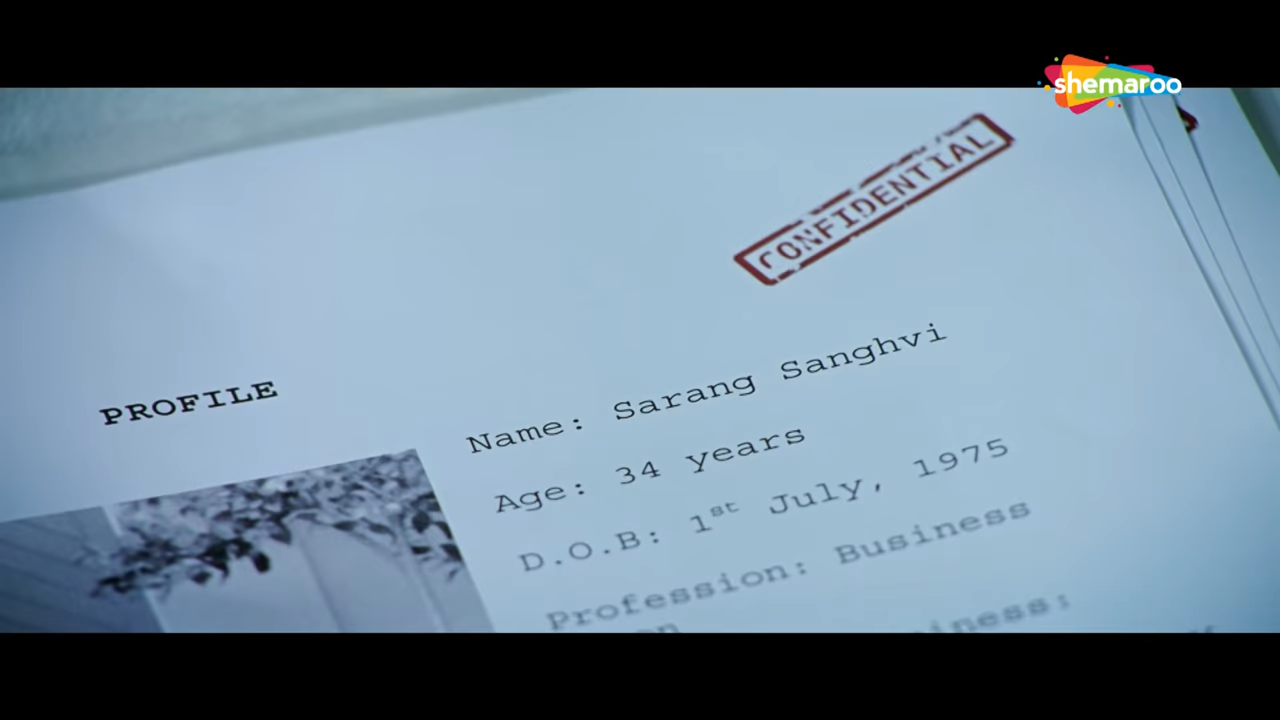 shemaroo
CONFIDENTIAL
PROFILE
Name: Sarang Sanghvi
Age: 34 years
D.O.B: 1st July, 1975
Profession: Business